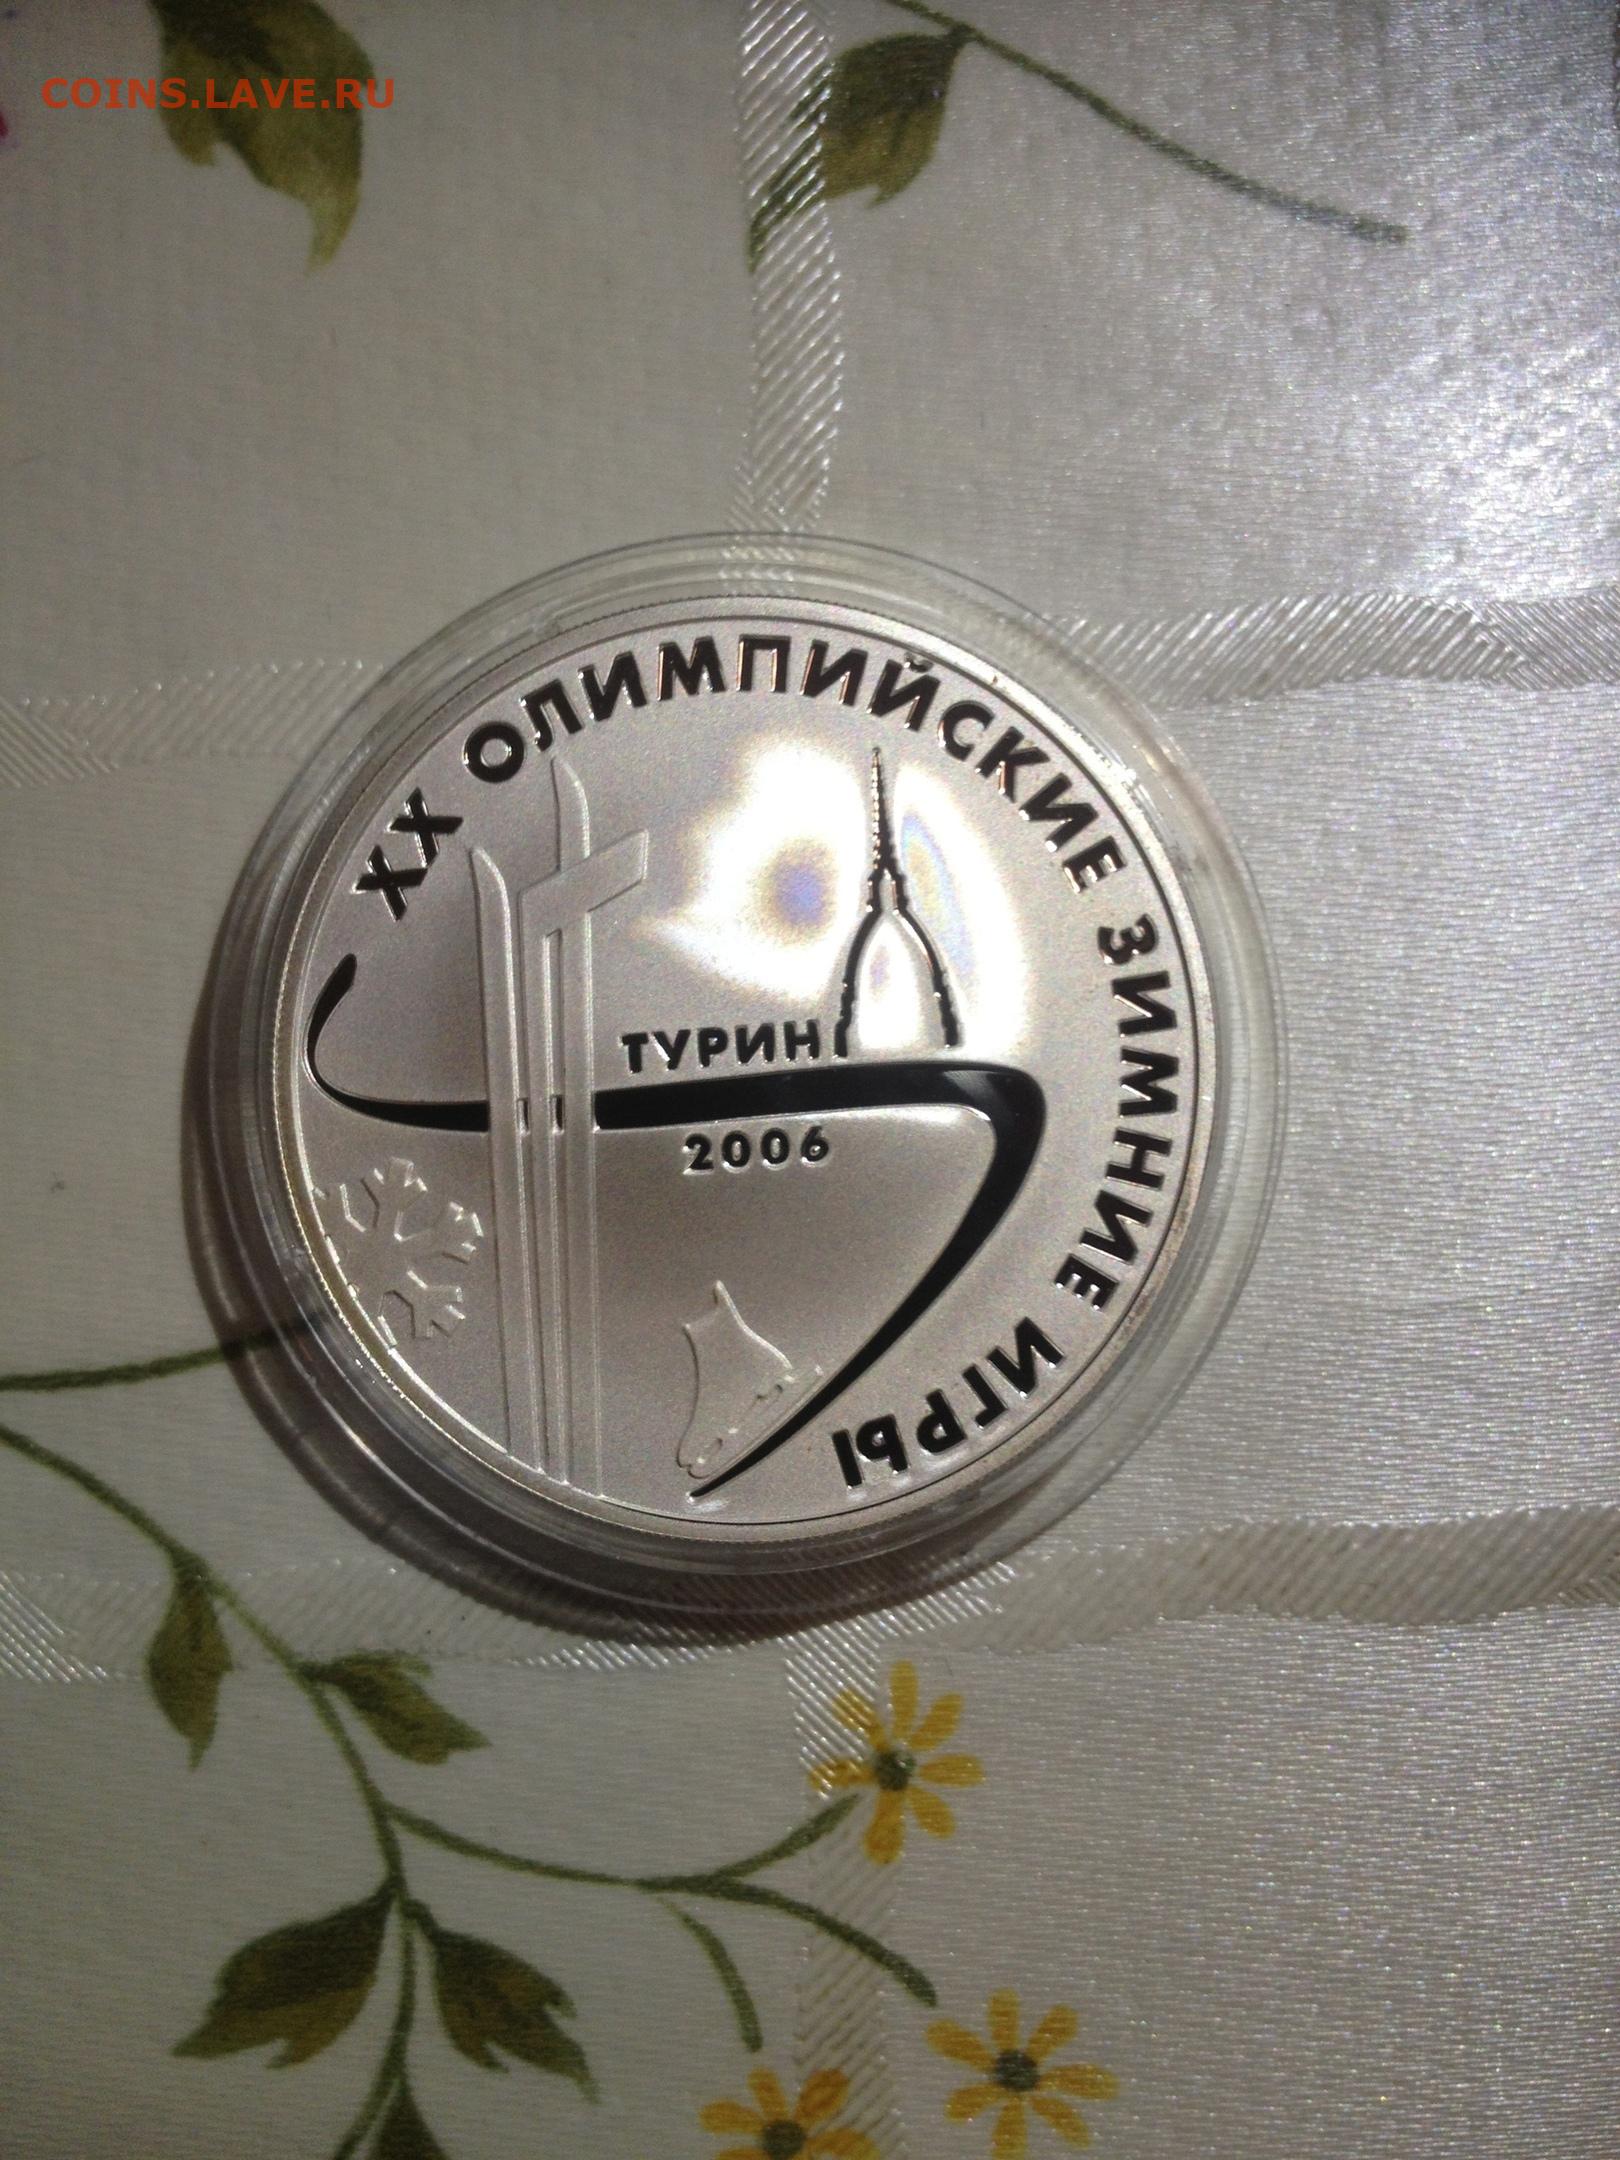 COINS.LAVE.RU
XX ОЛИМПИЙСКИЕ ЗИМНИЕ ИГРЫ
ТУРИН
2006